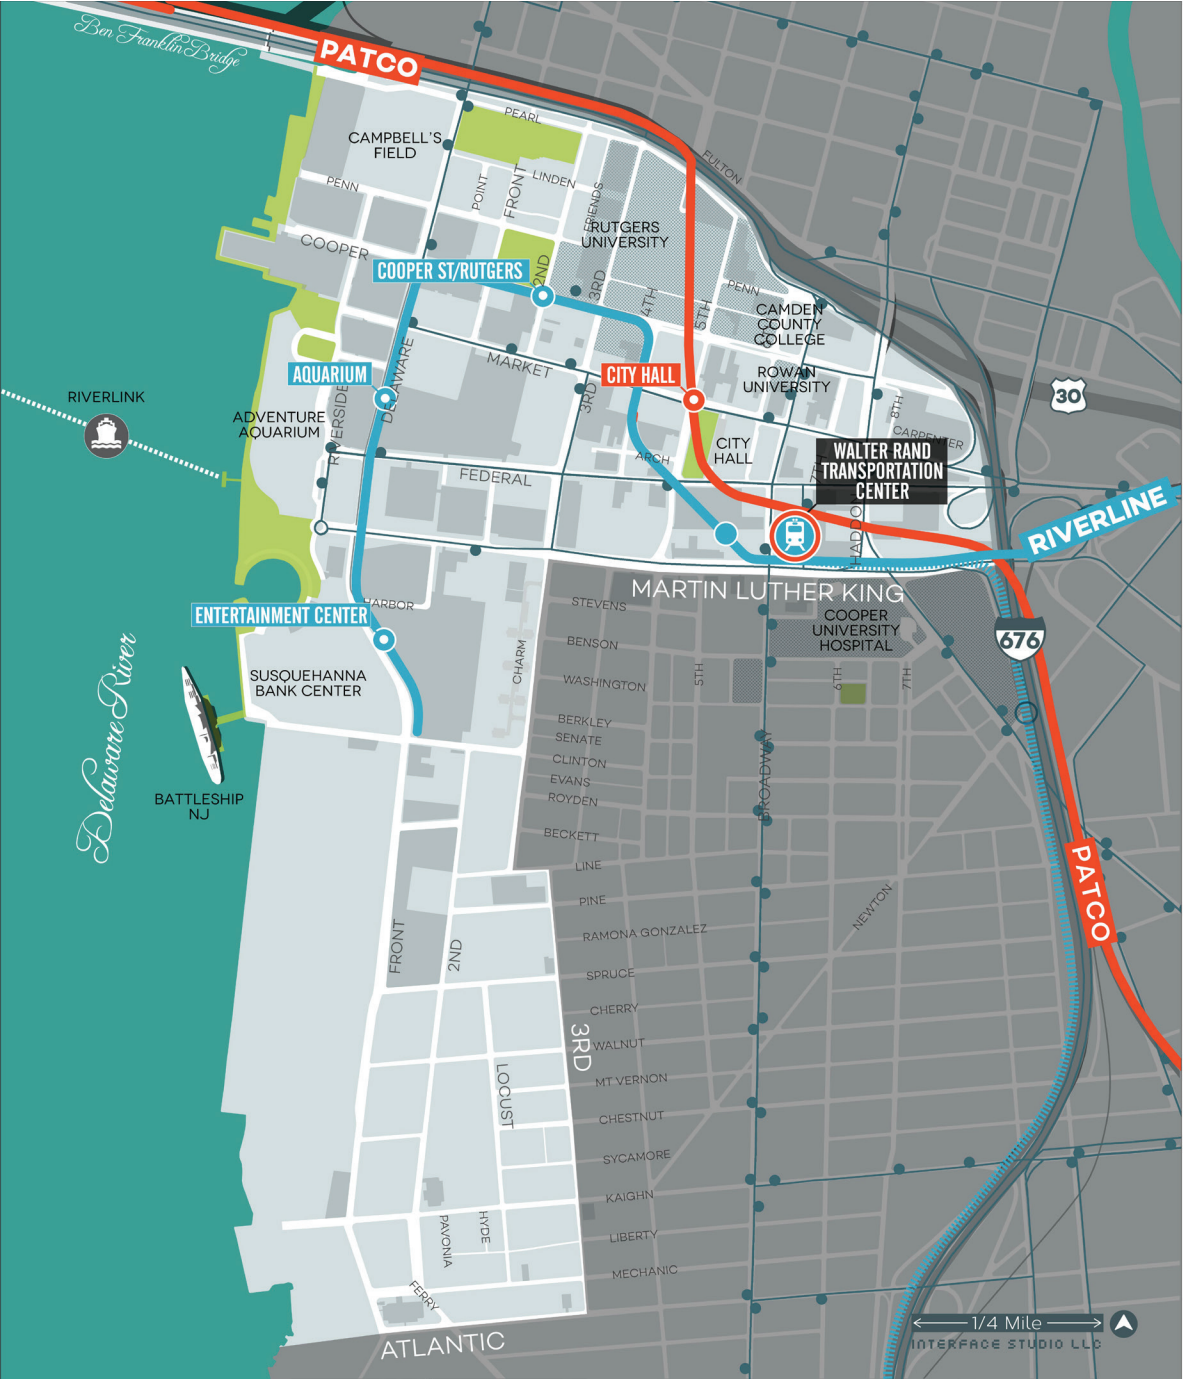 Ben Franklin Bridge
PATCO
PEARL
CAMPBELL'S
FIELD
FULTON
PENN
POINT
FRONT
LINDEN
FRIENDS
RUTGERS
UNIVERSITY
COOPER
COOPER ST/RUTGERS
2ND
3RD
4TH
5TH
PENN
CAMDEN
COUNTY
COLLEGE
MARKET
AQUARIUM
DELAWARE
CITY HALL
ROWAN
UNIVERSITY
30
RIVERLINK
RIVERSIDE
3RD
8TH
ADVENTURE
AQUARIUM
CARPENTER
ARCH
CITY
HALL
7TH
WALTER RAND
TRANSPORTATION
CENTER
FEDERAL
HADDON
RIVERLINE
MARTIN LUTHER KING
HARBOR
STEVENS
ENTERTAINMENT CENTER
COOPER
UNIVERSITY
HOSPITAL
676
BENSON
CHARM
5TH
6TH
7TH
SUSQUEHANNA
BANK CENTER
WASHINGTON
Delaware River
BERKLEY
SENATE
CLINTON
EVANS
ROYDEN
BROADWAY
BATTLESHIP
NJ
BECKETT
LINE
PATCO
PINE
NEWTON
FRONT
2ND
RAMONA GONZALEZ
SPRUCE
CHERRY
3RD
WALNUT
LOCUST
MT VERNON
CHESTNUT
SYCAMORE
KAIGHN
PAVONIA
HYDE
LIBERTY
MECHANIC
FERRY
ATLANTIC
1/4 Mile
INTERFACE STUDIO LLC